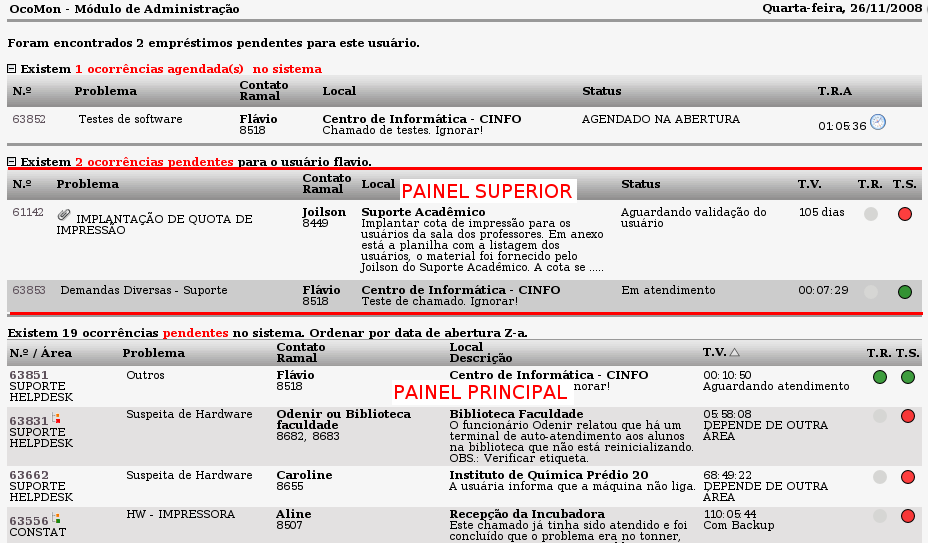 OcoMon - Módulo de Administração
Quarta-feira, 26/11/2008
Foram encontrados 2 empréstimos pendentes para este usuário.
Existem 1 ocorrências agendada(s) no sistema
N.º Problema Contato Ramal Local Status T.R.A
63852 Testes de software Flávio 8518 Centro de Informática - CINFO AGENDADO NA ABERTURA 01:05:36
Chamado de testes. Ignorar!
Existem 2 ocorrências pendentes para o usuário flavio.
N.º Problema Contato Ramal Local Status T.V. T.R. T.S.
PAINEL SUPERIOR
61142 IMPLANTAÇÃO DE QUOTA DE IMPRESSÃO Joilson 8449 Suporte Acadêmico Aguardando validação do usuário 105 dias
Implantar cota de impressão para os
usuários da sala dos professores. Em anexo
está a planilha com a listagem dos
usuários, o material foi fornecido pelo
Joilson do Suporte Acadêmico. A cota se .....
63853 Demandas Diversas - Suporte Flávio 8518 Centro de Informática - CINFO Em atendimento 00:07:29
Teste de chamado. Ignorar!
Existem 19 ocorrências pendentes no sistema. Ordenar por data de abertura Z-a.
N.º / Área Problema Contato Ramal Local Descrição T.V. T.R. T.S.
63851 SUPORTE HELPDESK Outros Flávio 8518 Centro de Informática - CINFO 00:10:50 Aguardando atendimento
norar!
PAINEL PRINCIPAL
63831 SUPORTE HELPDESK Suspeita de Hardware Odenir ou Biblioteca faculdade 8682, 8683 Biblioteca Faculdade 05:58:08 DEPENDE DE OUTRA ÁREA
O funcionário Odenir relatou que há um
terminal de auto-atendimento aos alunos
na biblioteca que não está reinicializando.
OBS.: Verificar etiqueta.
63662 SUPORTE HELPDESK Suspeita de Hardware Caroline 8655 Instituto de Química Prédio 20 68:49:22 DEPENDE DE OUTRA ÁREA
A usuária informa que a máquina não liga.
63556 CONSTAT HW - IMPRESSORA Aline 8507 Recepção da Incubadora 110:05:44 Com Backup
Este chamado já tinha sido atendido e foi
concluído que o problema era no tonner,